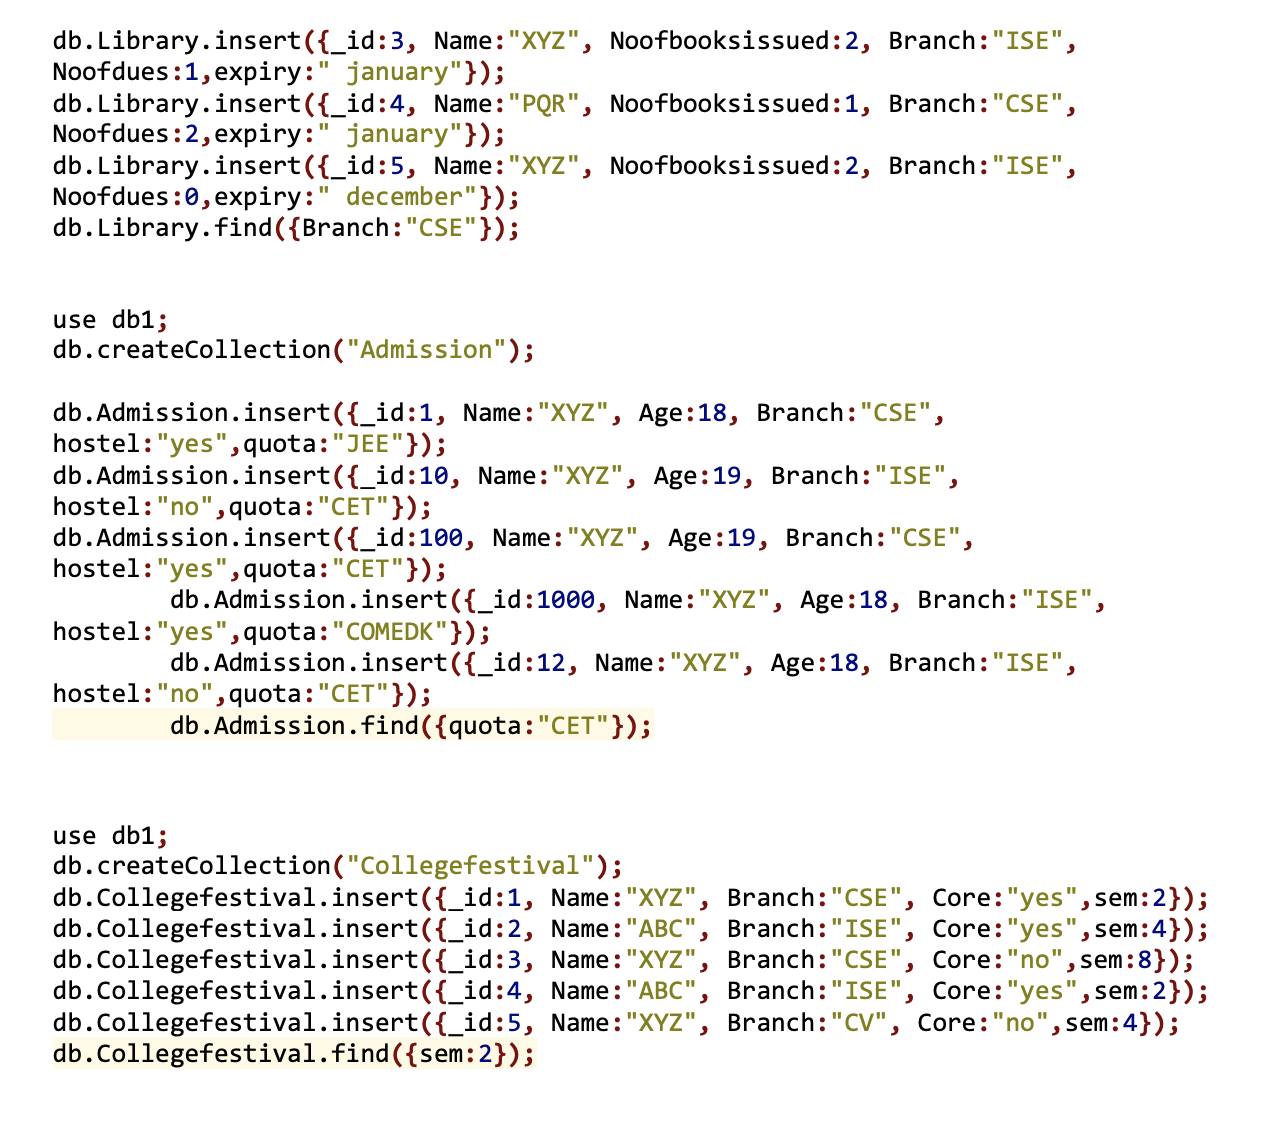 db.Library.insert({_id:3, Name:"XYZ", Noofbooksissued:2, Branch:"ISE",
Noofdues:1,expiry:" january"});
db.Library.insert({_id:4, Name:"PQR", Noofbooksissued:1, Branch:"CSE",
Noofdues:2,expiry:" january"});
db.Library.insert({_id:5, Name:"XYZ", Noofbooksissued:2, Branch:"ISE",
Noofdues:0,expiry:" december"});
db.Library.find({Branch:"CSE"});
use db1;
db.createCollection("Admission");
db.Admission.insert({_id:1, Name:"XYZ", Age:18, Branch:"CSE",
hostel:"yes",quota:"JEE"});
db.Admission.insert({_id:10, Name:"XYZ", Age:19, Branch:"ISE",
hostel:"no",quota:"CET"});
db.Admission.insert({_id:100, Name:"XYZ", Age:19, Branch:"CSE",
hostel:"yes",quota:"CET"});
db.Admission.insert({_id:1000, Name:"XYZ", Age:18, Branch:"ISE",
hostel:"yes",quota:"COMEDK"});
db.Admission.insert({_id:12, Name:"XYZ", Age:18, Branch:"ISE",
hostel:"no",quota:"CET"});
db.Admission.find({quota:"CET"});
use db1;
db.createCollection("Collegefestival");
db.Collegefestival.insert({_id:1, Name:"XYZ", Branch:"CSE", Core:"yes",sem:2});
db.Collegefestival.insert({_id:2, Name:"ABC", Branch:"ISE", Core:"yes",sem:4});
db.Collegefestival.insert({_id:3, Name:"XYZ", Branch:"CSE", Core:"no",sem:8});
db.Collegefestival.insert({_id:4, Name:"ABC", Branch:"ISE", Core:"yes",sem:2});
db.Collegefestival.insert({_id:5, Name:"XYZ", Branch:"CV", Core:"no",sem:4});
db.Collegefestival.find({sem:2});